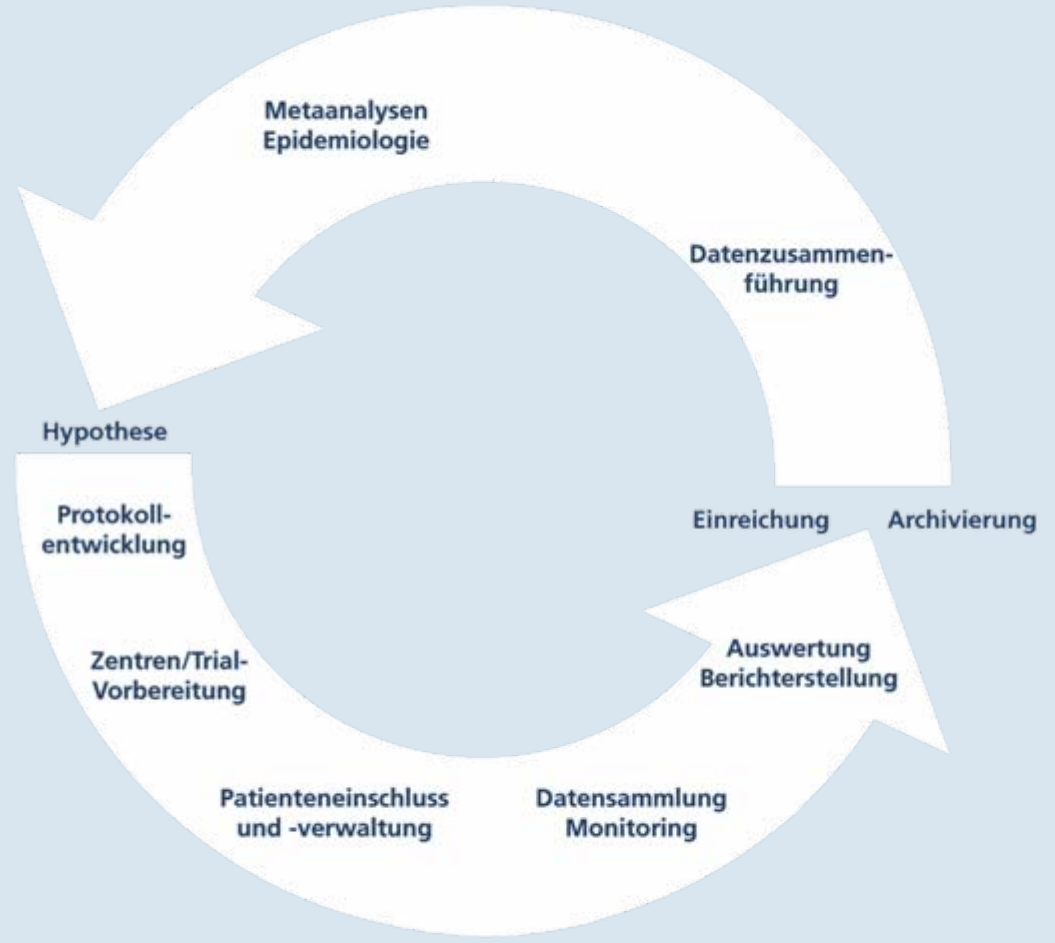 Metaanalysen
Epidemiologie
Datenzusammen-
führung
Hypothese
Protokoll-
entwicklung
Einreichung
Archivierung
Zentren/Trial-
Vorbereitung
Auswertung
Berichterstellung
Patienteneinschluss
und -verwaltung
Datensammlung
Monitoring